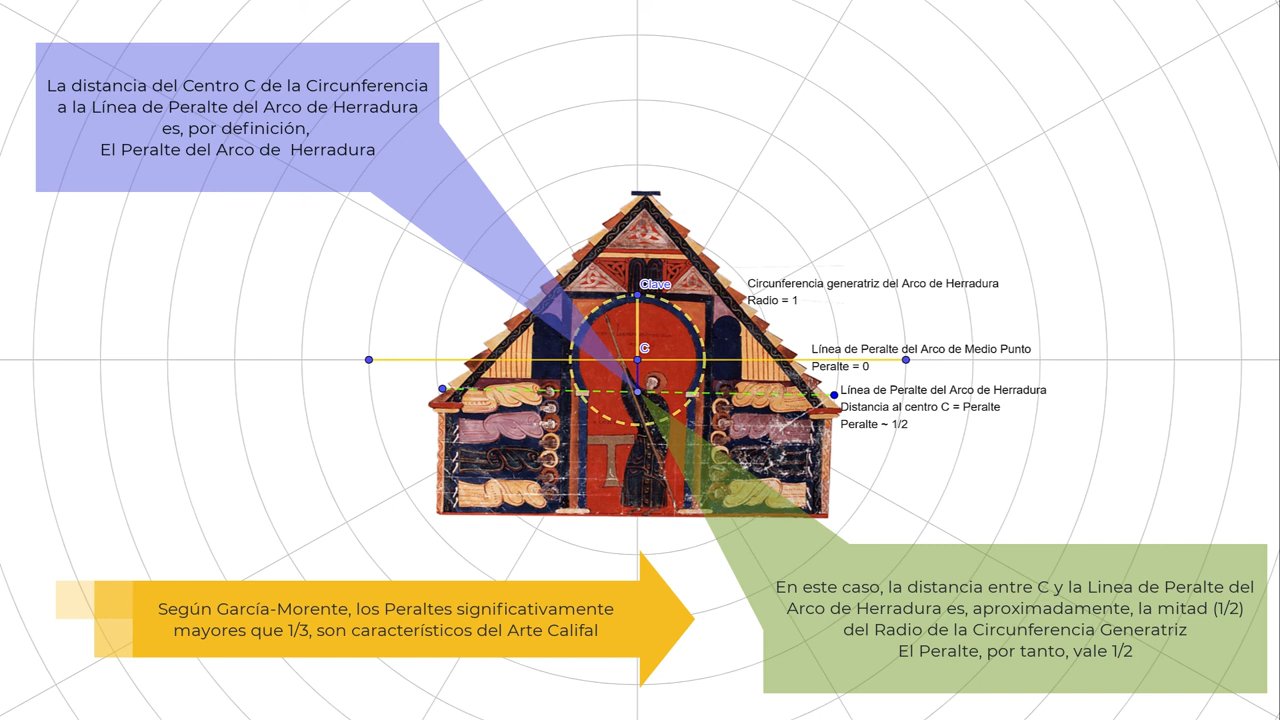 La distancia del Centro C de la Circunferencia
a la Línea de Peralte del Arco de Herradura
es, por definición,
El Peralte del Arco de  Herradura
Clave
Circunferencia generatriz del Arco de Herradura
Radio = 1
C
Línea de Peralte del Arco de Medio Punto
Peralte = 0
Línea de Peralte del Arco de Herradura
Distancia al centro C = Peralte
Peralte ~ 1/2
En este caso, la distancia entre C y la Linea de Peralte del
Arco de Herradura es, aproximadamente, la mitad (1/2)
del Radio de la Circunferencia Generatriz
El Peralte, por tanto, vale 1/2
Según García-Morente, los Peraltes significativamente
mayores que 1/3, son característicos del Arte Califal